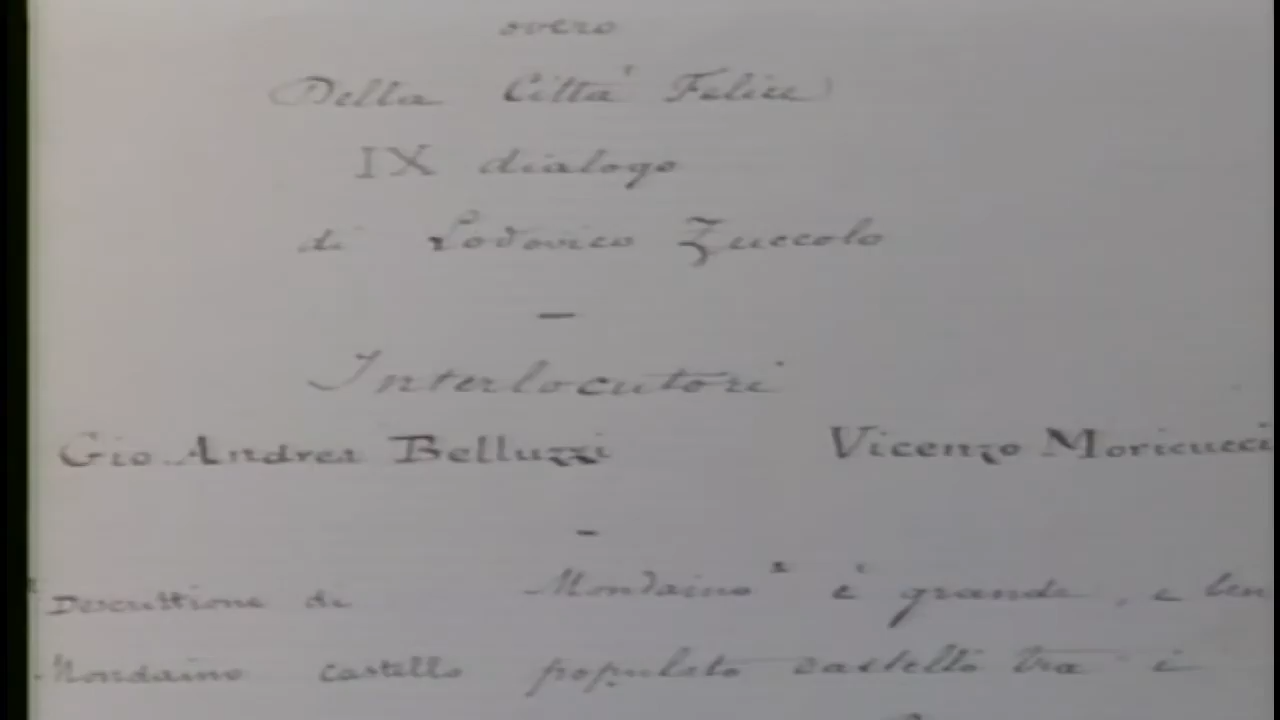 overo
Della Città Felice
IX dialogo
di Lodovico Zuccolo
—
Interlocutori
Gio Andrea Belluzzi Vicenzo Moricucci
–
Descrittione di Mondaino è grande, e ben
Mondaino castello populato castello tra i